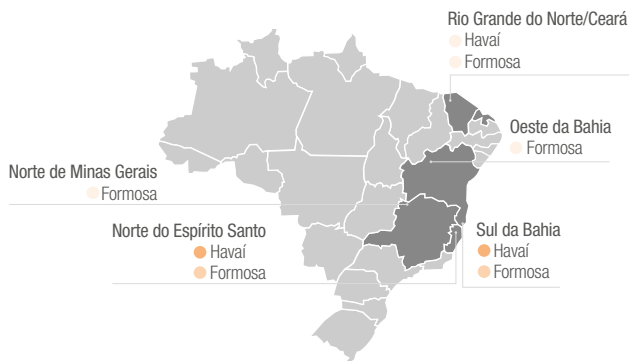 Rio Grande do Norte/Ceará
Havaí
Formosa
Oeste da Bahia
Formosa
Norte de Minas Gerais
Formosa
Norte do Espírito Santo
Havaí
Formosa
Sul da Bahia
Havaí
Formosa